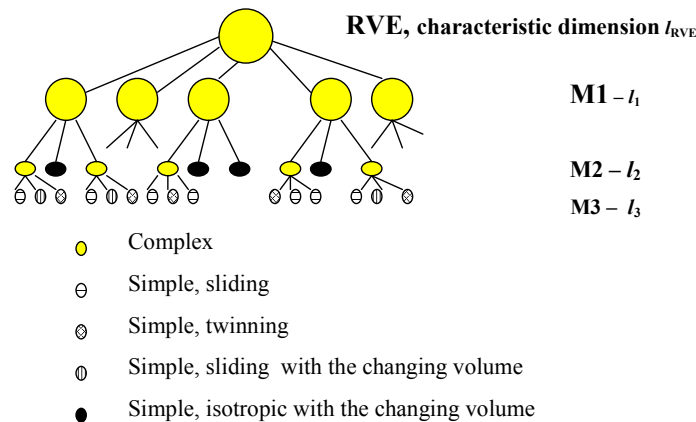 RVE, characteristic dimension lRVE
M1 – l1
M2 – l2
M3 – l3
Complex
Simple, sliding
Simple, twinning
Simple, sliding with the changing volume
Simple, isotropic with the changing volume